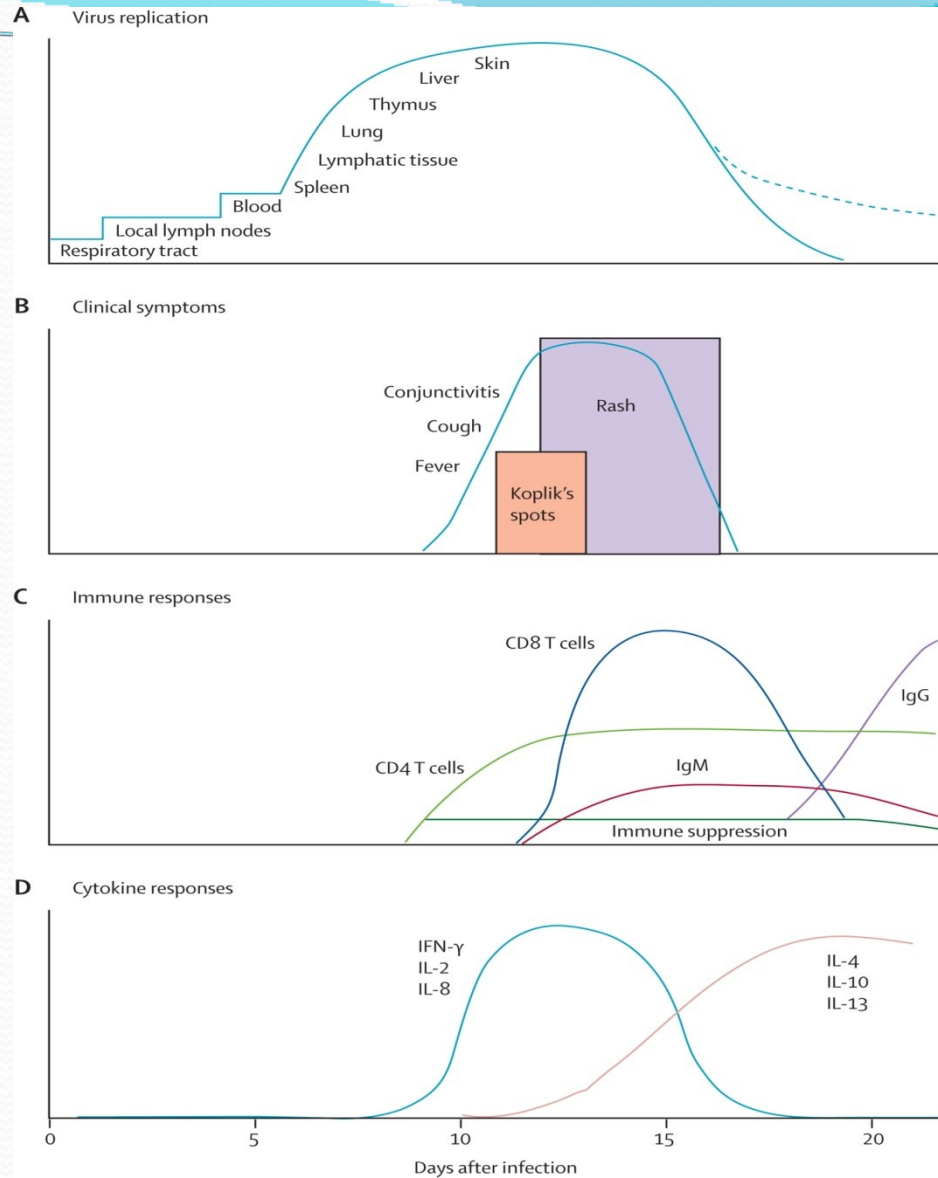 A Virus replication
Skin
Liver
Thymus
Lung
Lymphatic tissue
Spleen
Blood
Local lymph nodes
Respiratory tract
B Clinical symptoms
Conjunctivitis
Cough
Fever
Rash
Koplik's
spots
C Immune responses
CD8 T cells
IgG
CD4 T cells
IgM
Immune suppression
D Cytokine responses
IFN-γ
IL-2
IL-8
IL-4
IL-10
IL-13
0 5 10 15 20
Days after infection